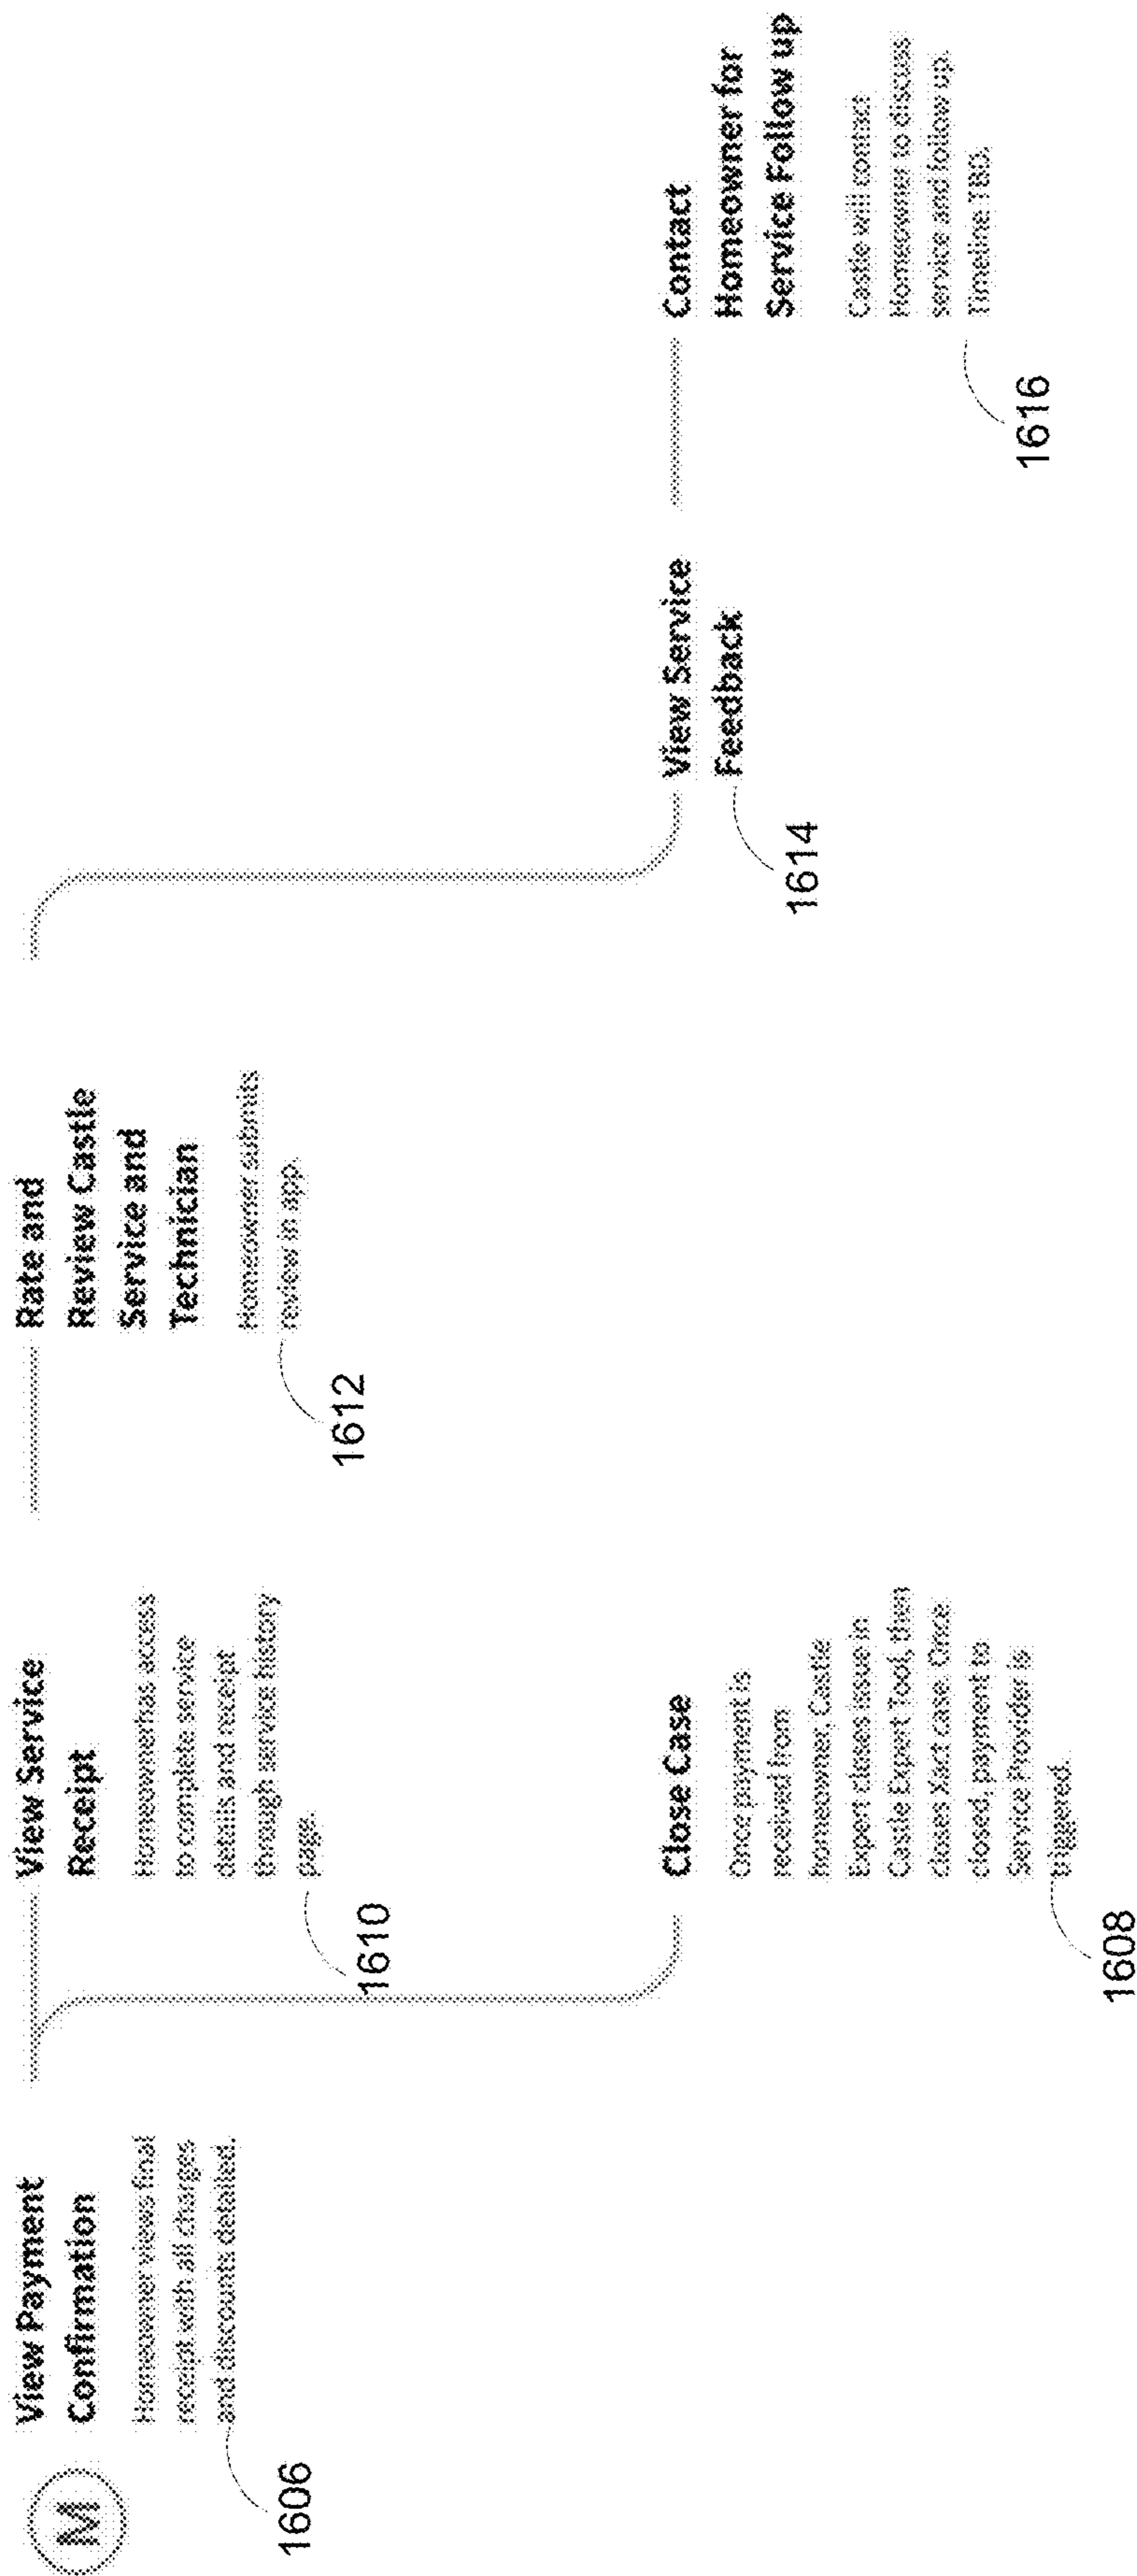 M
View Payment
Confirmation
Homeowner views final
receipt with all charges
and discounts detailed.
1606
View Service
Receipt
Homeownerhas access
to complete service
details and receipt
through service history
page.
1610
Close Case
Once payment is
received from
homeowner, Castle
Expert closes issue in
Castle Expert Tool, then
closes Xact case. Once
closed, payment to
Service Provider is
triggered.
1608
Rate and
Review Castle
Service and
Technician
Homeowner submits
review in app.
1612
View Service
Feedback
1614
Contact
Homeowner for
Service Follow up
Castle will contact
Homeowner to discuss
service and follow up.
Timeline TBD.
1616